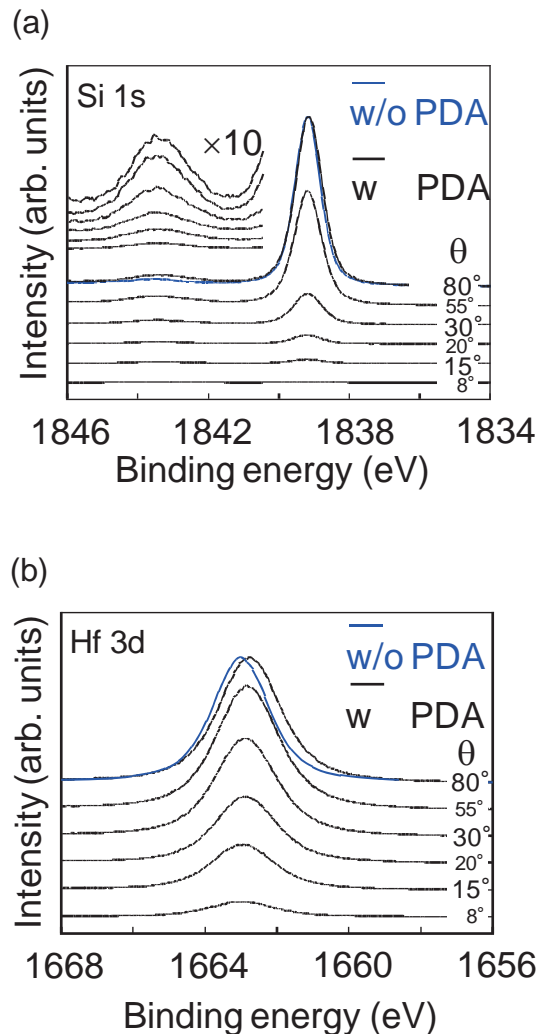 (a)
Si 1s
×10
w/o PDA
w PDA
θ
80°
55°
30°
20°
15°
8°
Intensity (arb. units)
1846 1842 1838 1834
Binding energy (eV)
(b)
Hf 3d
w/o PDA
w PDA
θ
80°
55°
30°
20°
15°
8°
Intensity (arb. units)
1668 1664 1660 1656
Binding energy (eV)